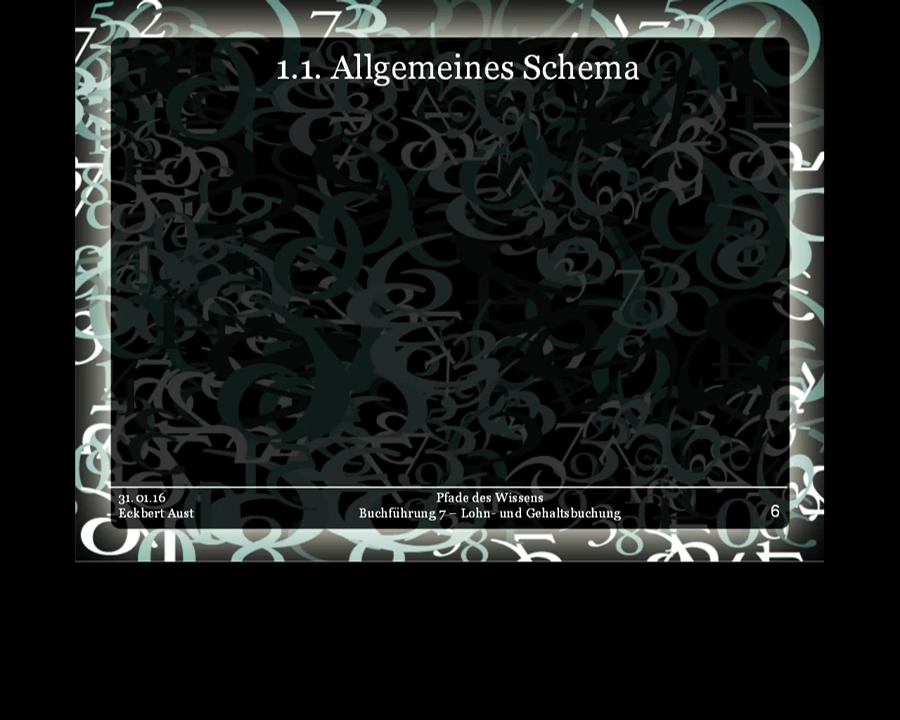 1.1. Allgemeines Schema
31.01.16
Eckbert Aust
Pfade des Wissens
Buchführung 7 – Lohn- und Gehaltsbuchung
6